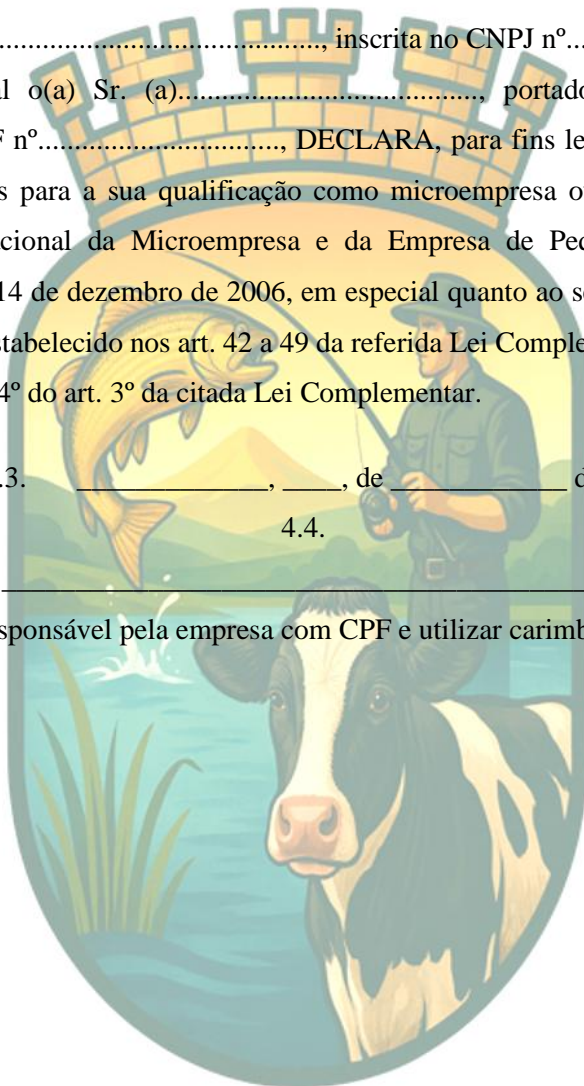 ..............................................., inscrita no CNPJ nº...
l o(a) Sr. (a)......................................, portado
F nº..............................., DECLARA, para fins le
s para a sua qualificação como microempresa o
cional da Microempresa e da Empresa de Peq
14 de dezembro de 2006, em especial quanto ao s
stabelecido nos art. 42 a 49 da referida Lei Comple
4º do art. 3º da citada Lei Complementar.
.3. _____________, ____, de ____________ d
4.4.
________________________________________
sponsável pela empresa com CPF e utilizar carimb